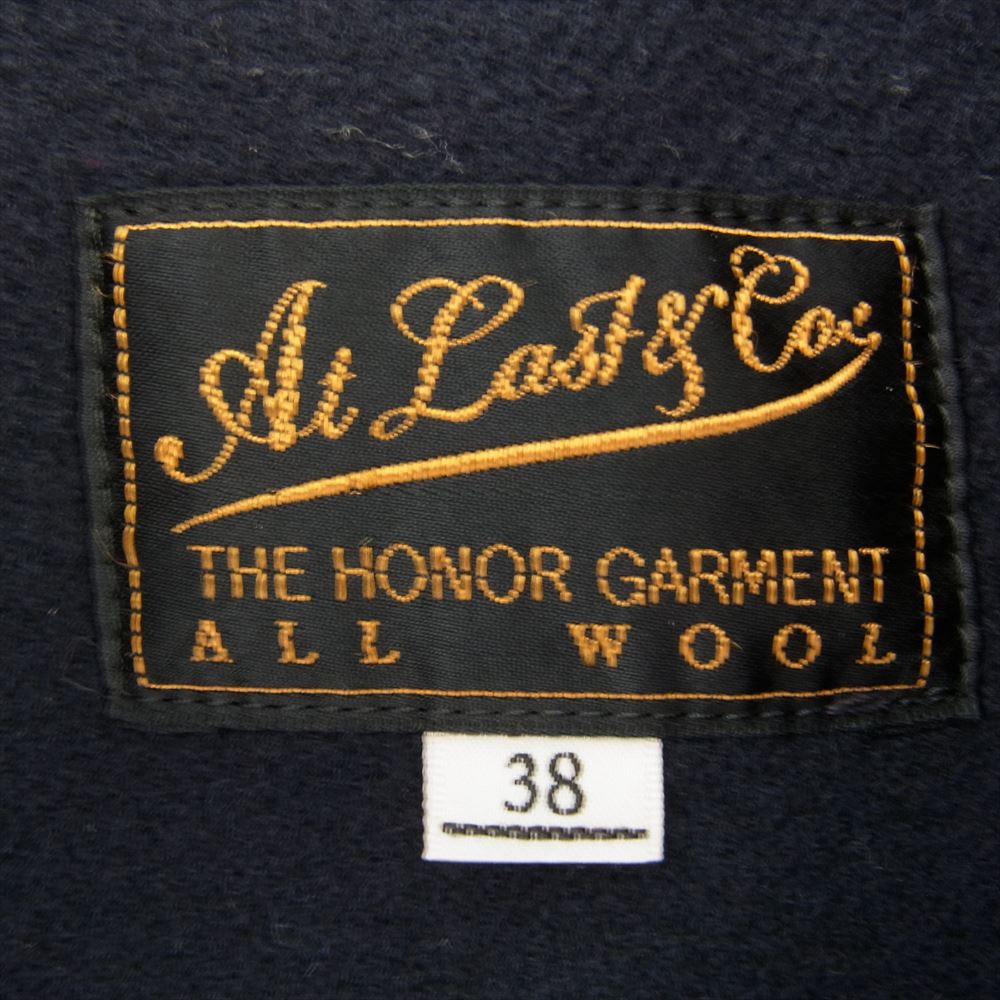 At Last & Co.
THE HONOR GARMENT
ALL WOOL
38